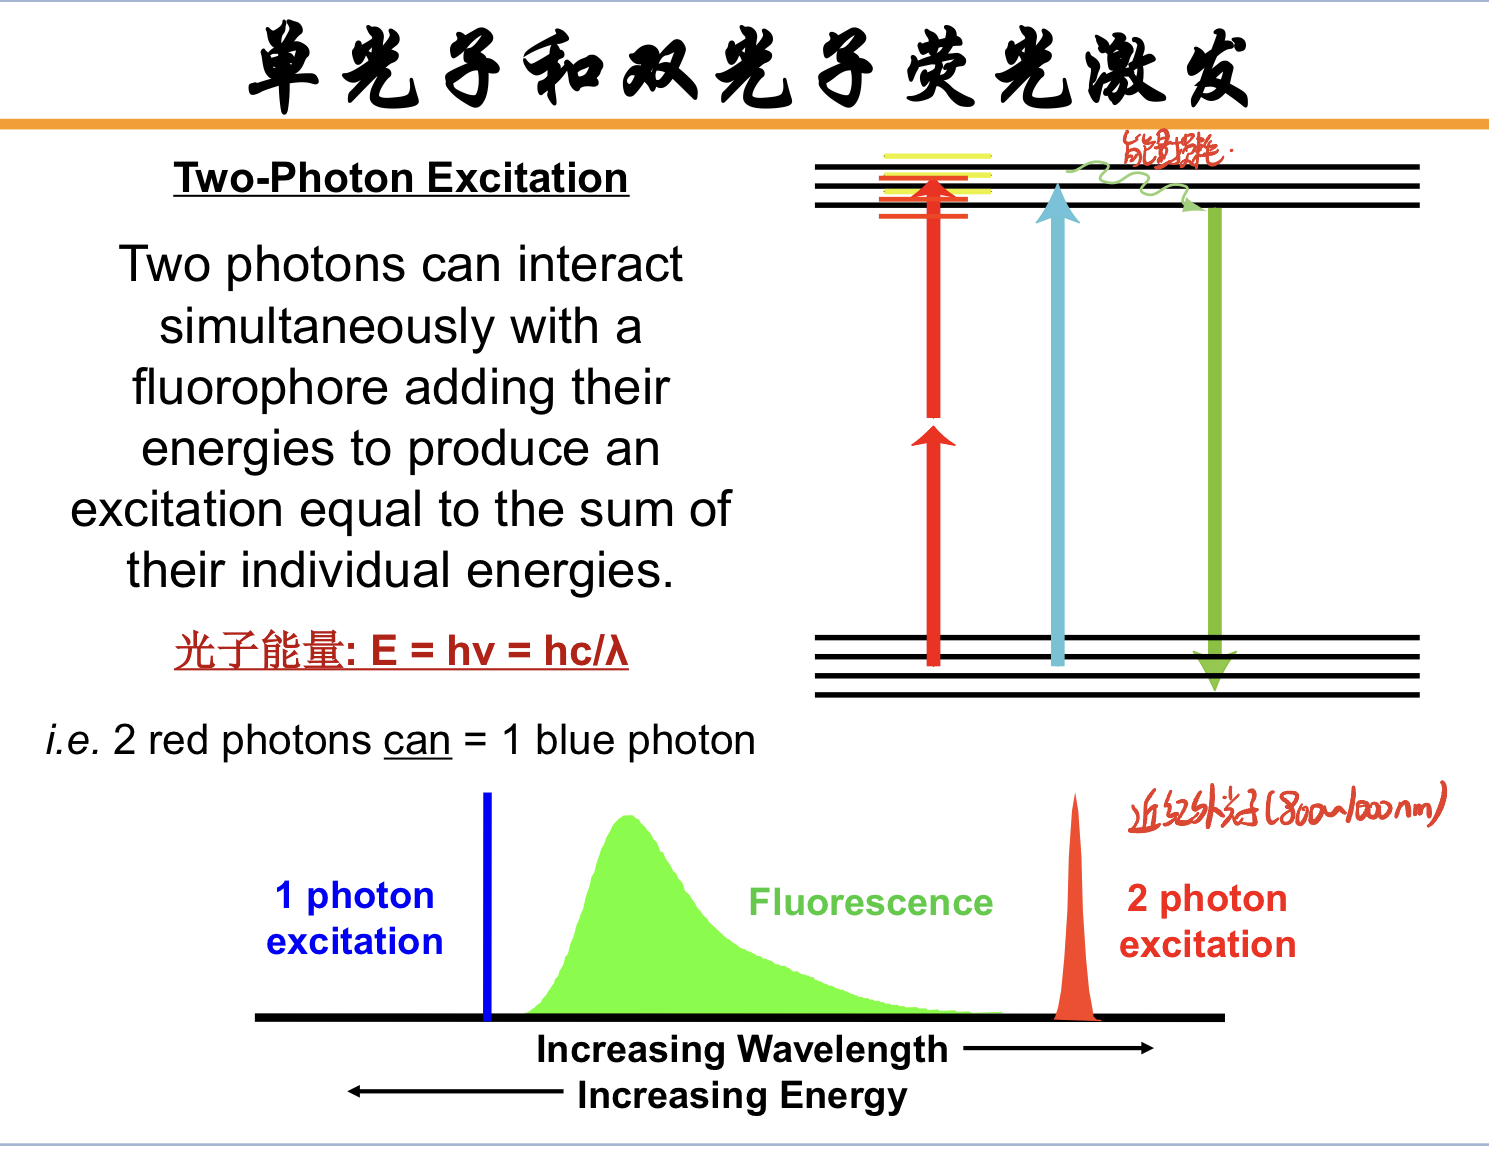 单光子和双光子荧光激发
Two-Photon Excitation
Two photons can interact
simultaneously with a
fluorophore adding their
energies to produce an
excitation equal to the sum of
their individual energies.
光子能量: E = hν = hc/λ
i.e. 2 red photons can = 1 blue photon
能量损耗.
1 photon
excitation
Fluorescence
近红外光子(800~1000nm)
2 photon
excitation
Increasing Wavelength
Increasing Energy